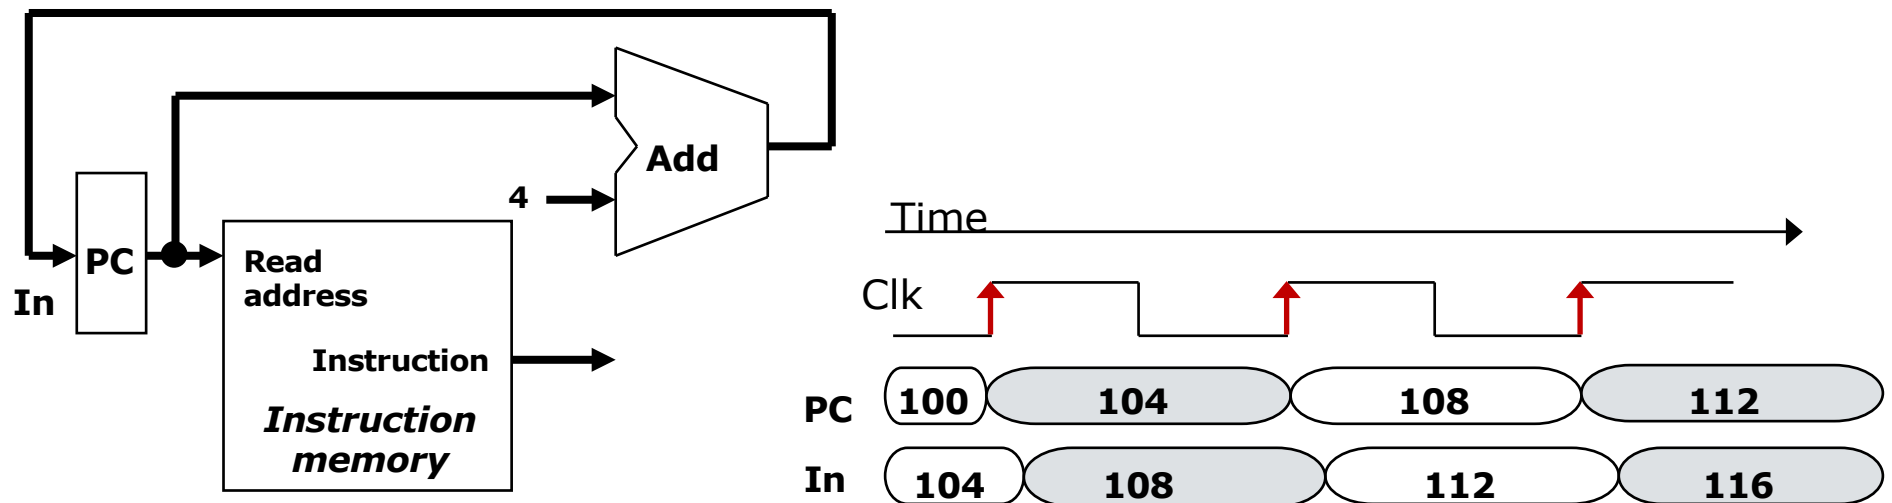 Add
4
PC
In
Read
address
Instruction
Instruction
memory
Time
Clk
PC 100 104 108 112
In 104 108 112 116